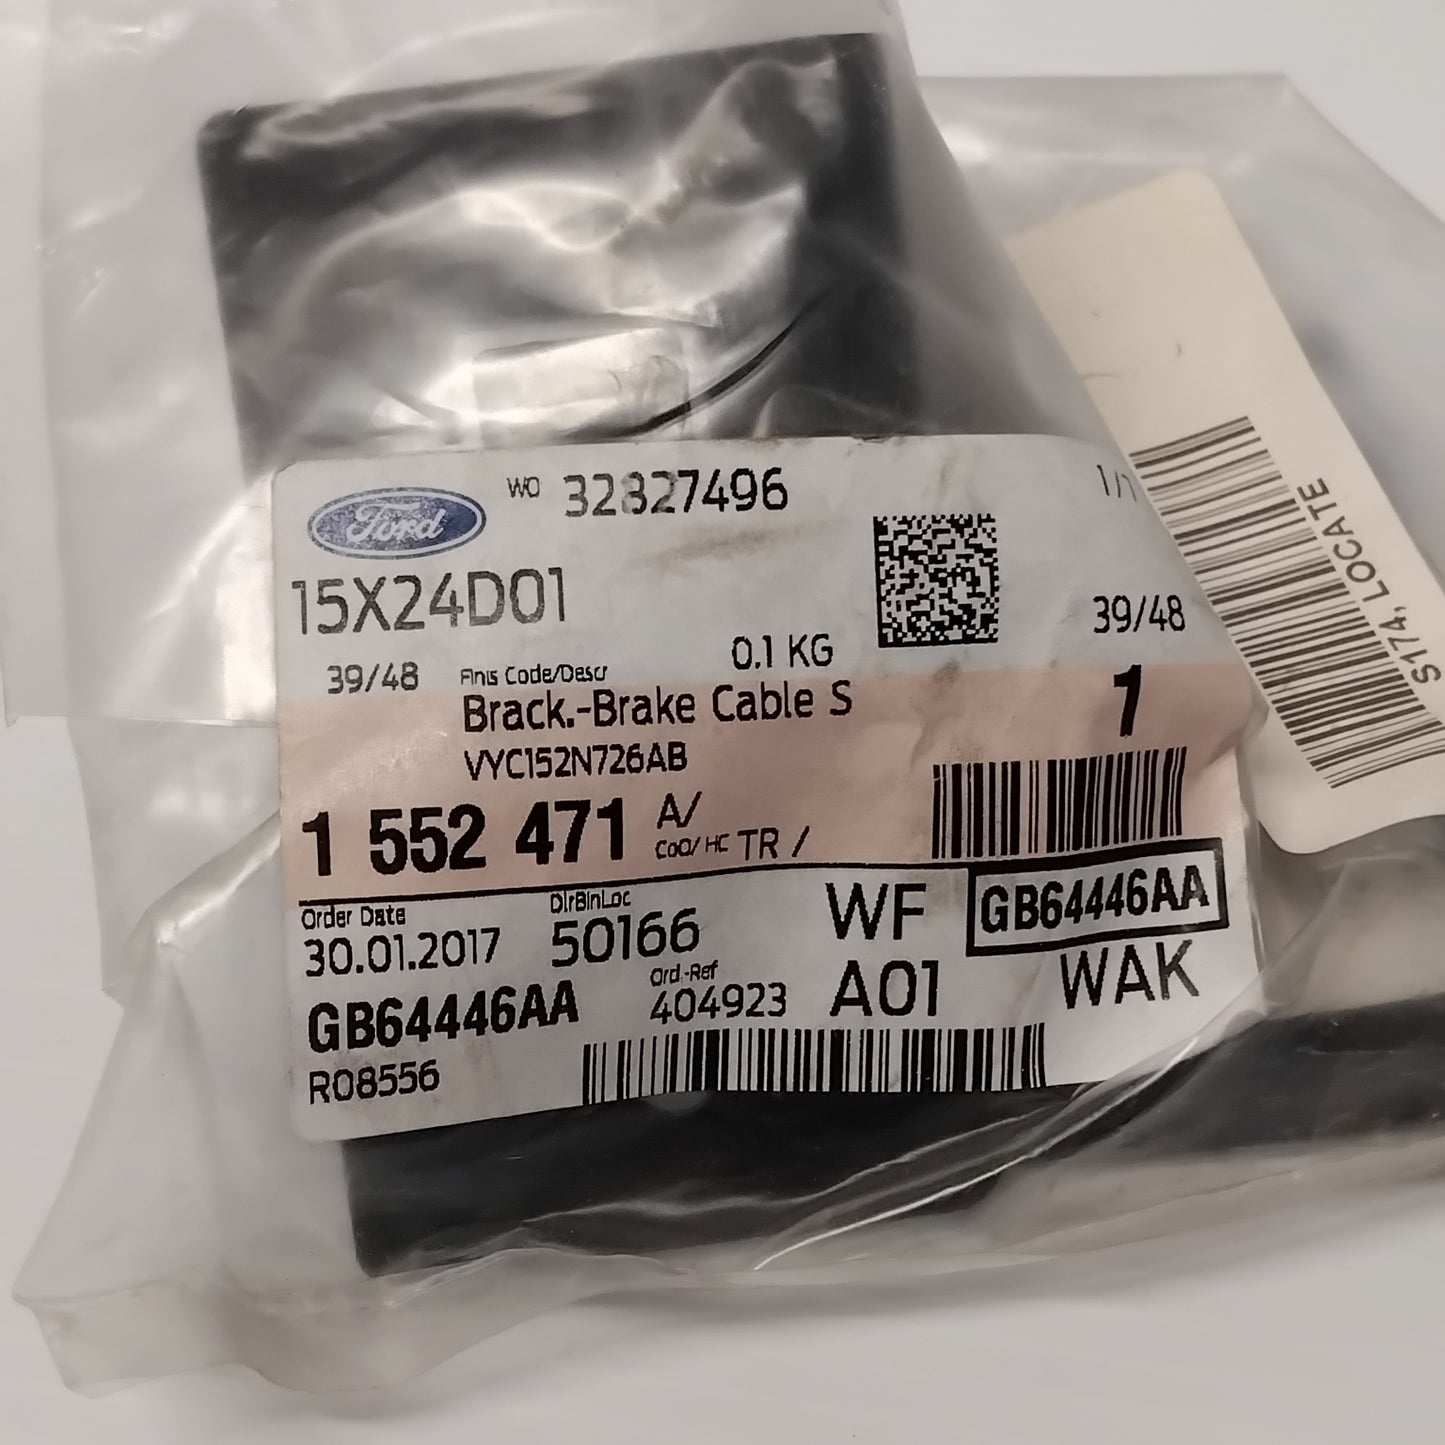 Ford
WO 32827496
1/1
15X24D01
39/48
0.1 KG
39/48
Finis Code/Descr
Brack.-Brake Cable S
1
VYC152N726AB
1 552 471 A/
CoO/HC TR /
Order Date
30.01.2017
DlrBinLoc
50166
WF
GB64446AA
GB64446AA
Ord.-Ref
404923
A01
WAK
R08556
S174, LOCATE